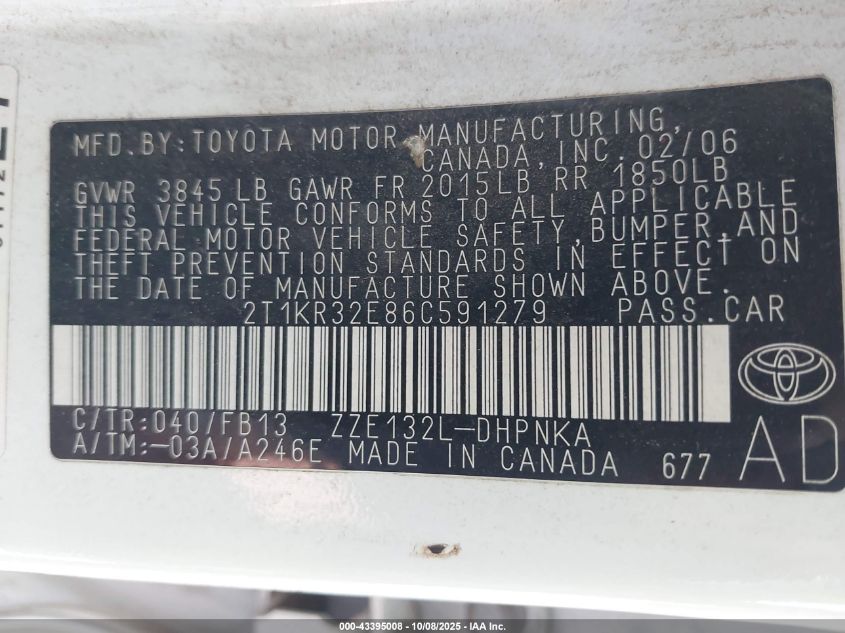 MFD.BY:TOYOTA MOTOR MANUFACTURING,
CANADA, INC. 02/06
GVWR 3845 LB GAWR FR 2015LB RR 1850LB
THIS VEHICLE CONFORMS TO ALL APPLICABLE
FEDERAL MOTOR VEHICLE SAFETY,BUMPER,AND
THEFT PREVENTION STANDARDS IN EFFECT ON
THE DATE OF MANUFACTURE SHOWN ABOVE.
2T1KR32E86C591279 PASS.CAR
C/TR:040/FB13 ZZE132L-DHPNKA
A/TM:-03A/A246E MADE IN CANADA 677 AD
000-43395008 - 10/08/2025 - IAA Inc.